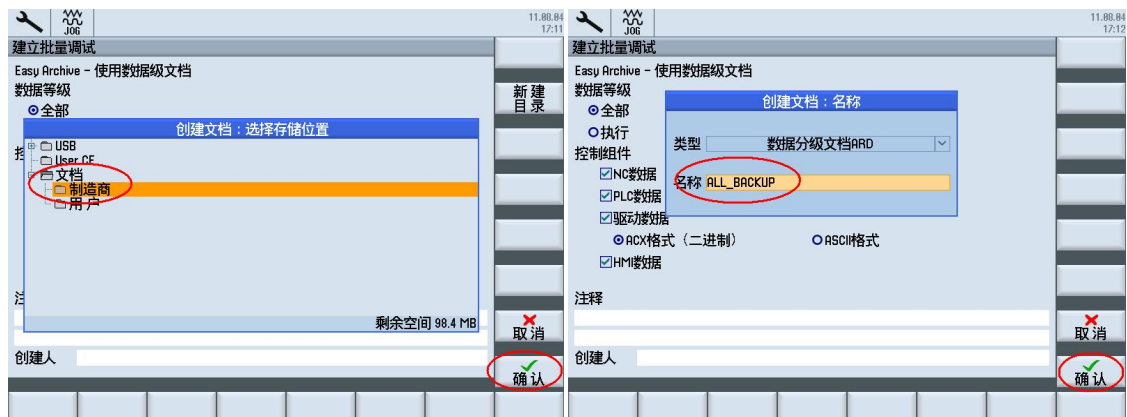 JOG
11.08.04
17:11
建立批量调试
Easy Archive - 使用数据级文档
数据等级
全部
新建
目录
创建文档：选择存储位置
USB
User CF
文档
制造商
用户
剩余空间 98.4 MB
取消
创建人
确认
JOG
11.08.04
17:12
建立批量调试
Easy Archive - 使用数据级文档
数据等级
全部
执行
创建文档：名称
类型 数据分级文档ARD
名称 ALL_BACKUP
控制组件
NC数据
PLC数据
驱动数据
ACX格式（二进制） ASCII格式
HMI数据
注释
取消
创建人
确认